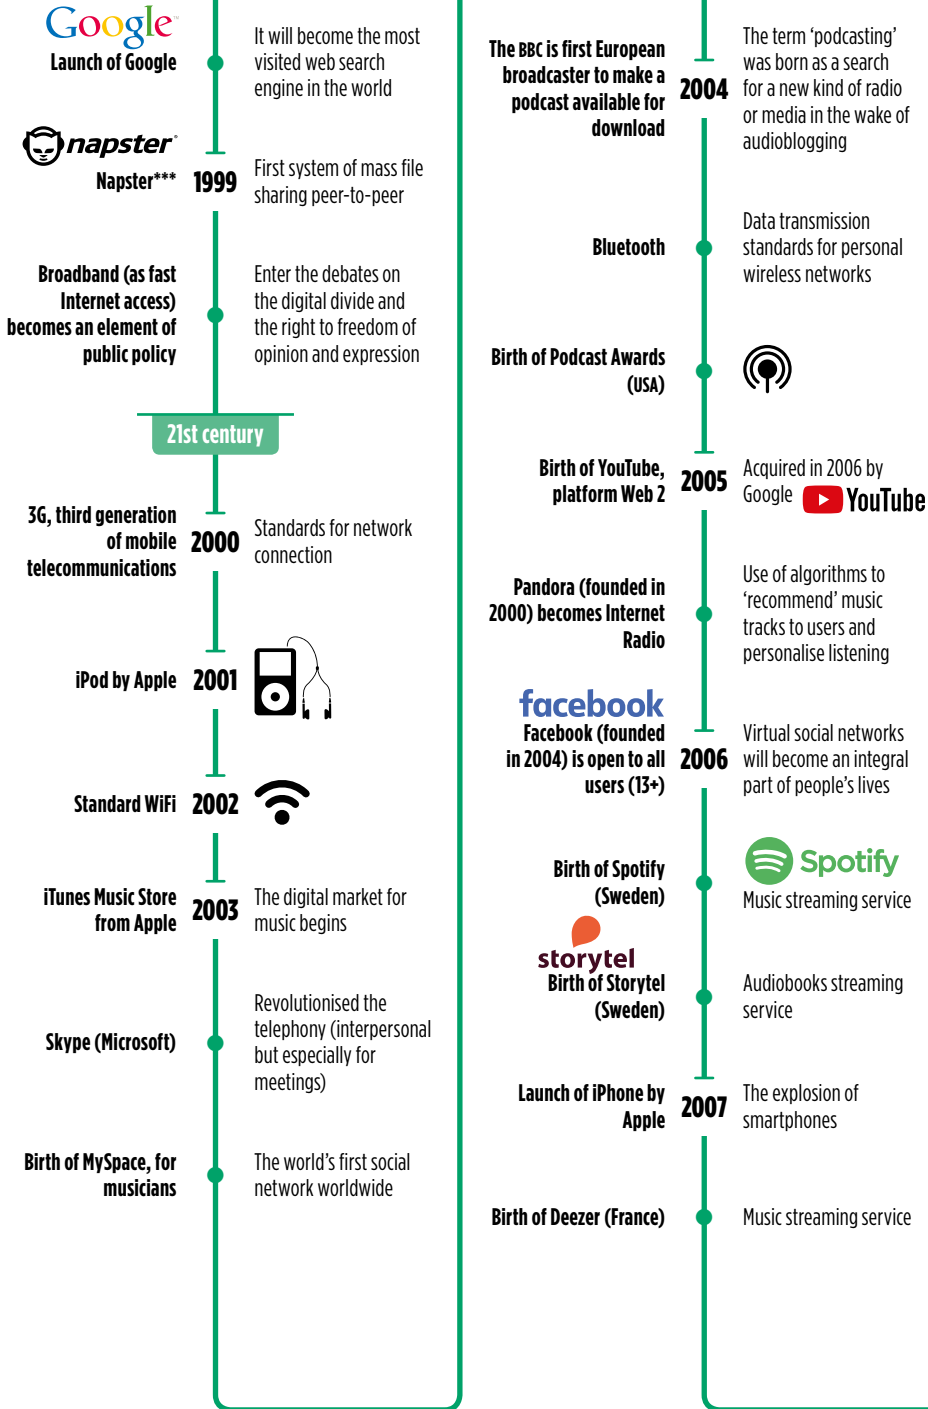 Google™
Launch of Google
It will become the most
visited web search
engine in the world
napster®
Napster***
1999
First system of mass file
sharing peer-to-peer
Broadband (as fast
Internet access)
becomes an element of
public policy
Enter the debates on
the digital divide and
the right to freedom of
opinion and expression
21st century
3G, third generation
of mobile
telecommunications
2000
Standards for network
connection
iPod by Apple
2001
Standard WiFi
2002
iTunes Music Store
from Apple
2003
The digital market for
music begins
Skype (Microsoft)
Revolutionised the
telephony (interpersonal
but especially for
meetings)
Birth of MySpace, for
musicians
The world's first social
network worldwide
The BBC is first European
broadcaster to make a
podcast available for
download
2004
The term ‘podcasting’
was born as a search
for a new kind of radio
or media in the wake of
audioblogging
Bluetooth
Data transmission
standards for personal
wireless networks
Birth of Podcast Awards
(USA)
Birth of YouTube,
platform Web 2
2005
Acquired in 2006 by
Google YouTube
Pandora (founded in
2000) becomes Internet
Radio
Use of algorithms to
‘recommend’ music
tracks to users and
personalise listening
facebook
Facebook (founded
in 2004) is open to all
users (13+)
2006
Virtual social networks
will become an integral
part of people's lives
Birth of Spotify
(Sweden)
Spotify
Music streaming service
storytel
Birth of Storytel
(Sweden)
Audiobooks streaming
service
Launch of iPhone by
Apple
2007
The explosion of
smartphones
Birth of Deezer (France)
Music streaming service